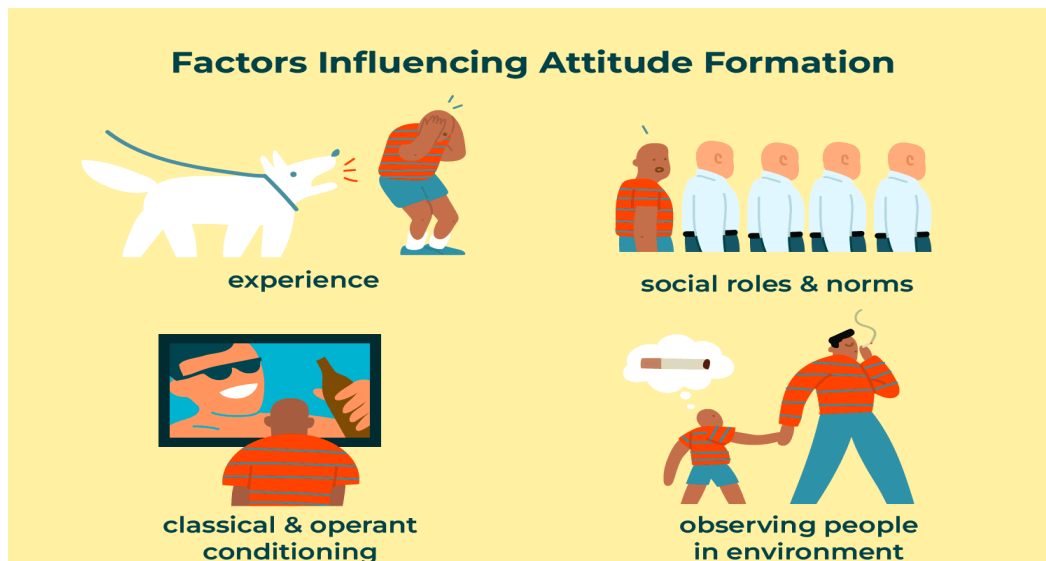 Factors Influencing Attitude Formation
experience
social roles & norms
classical & operant
conditioning
observing people
in environment